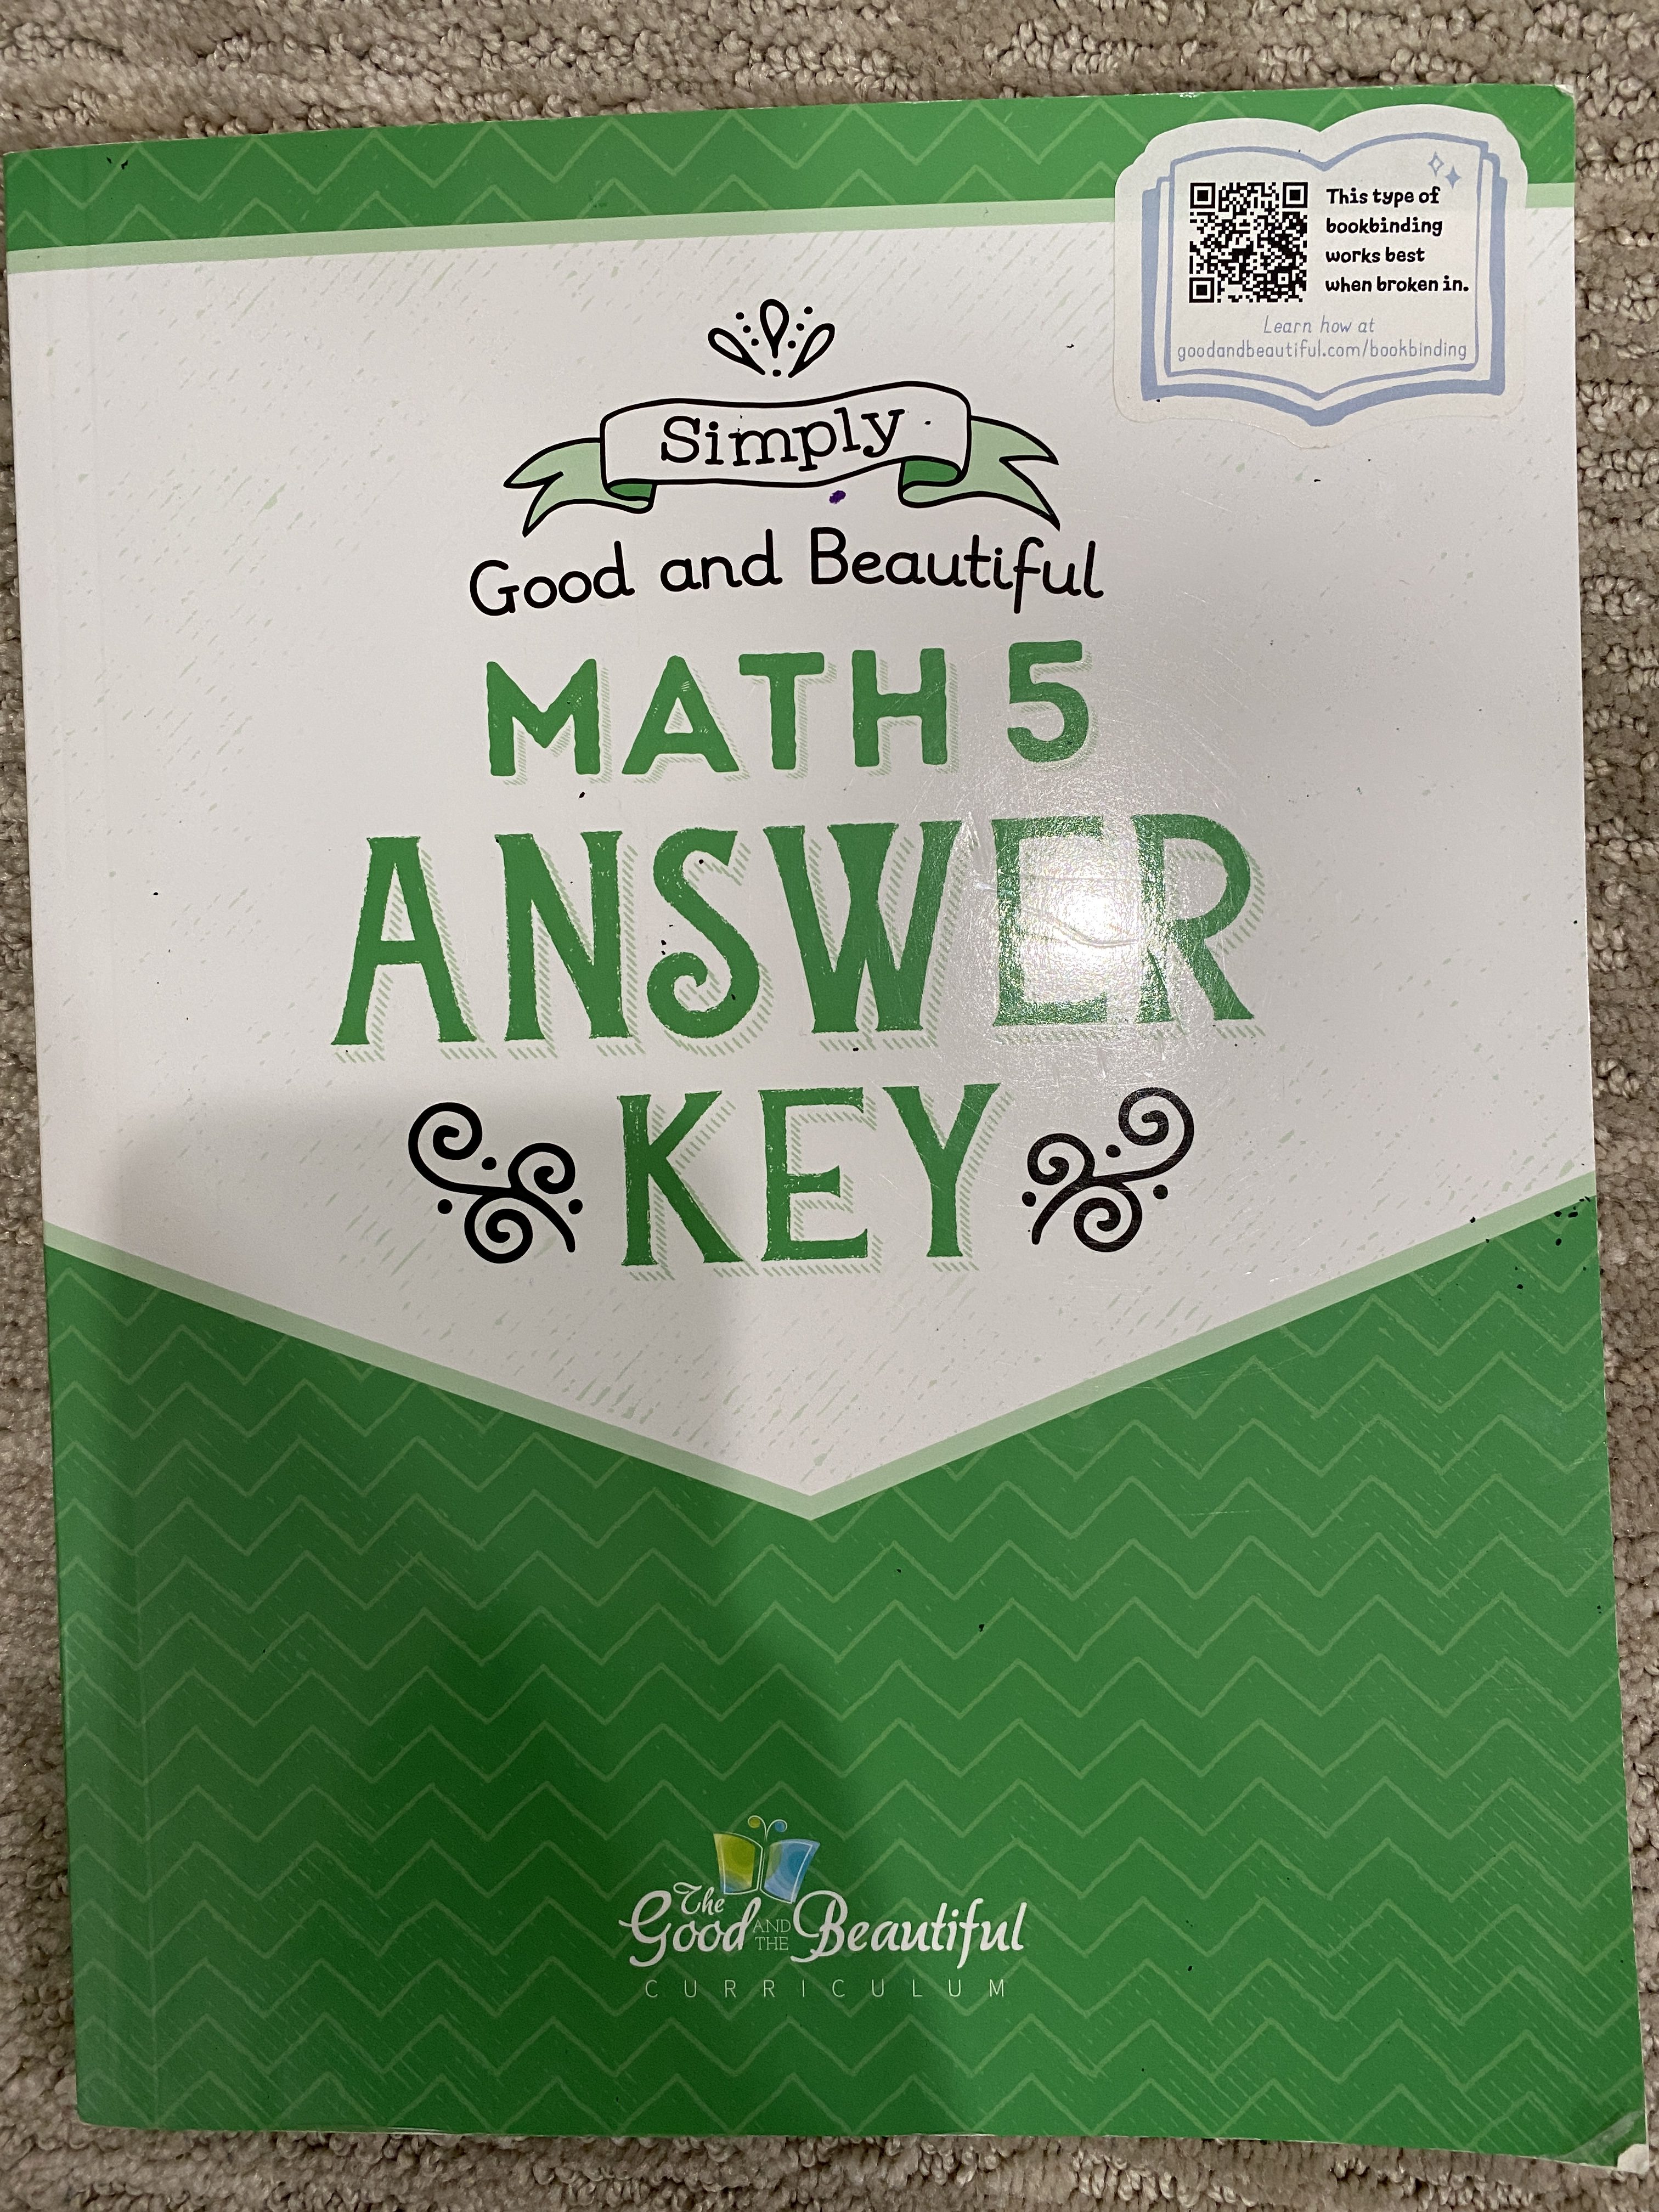 This type of
bookbinding
works best
when broken in.
Learn how at
goodandbeautiful.com/bookbinding
Simply
Good and Beautiful
MATH 5
ANSWER
KEY
The
Good AND THE Beautiful
CURRICULUM